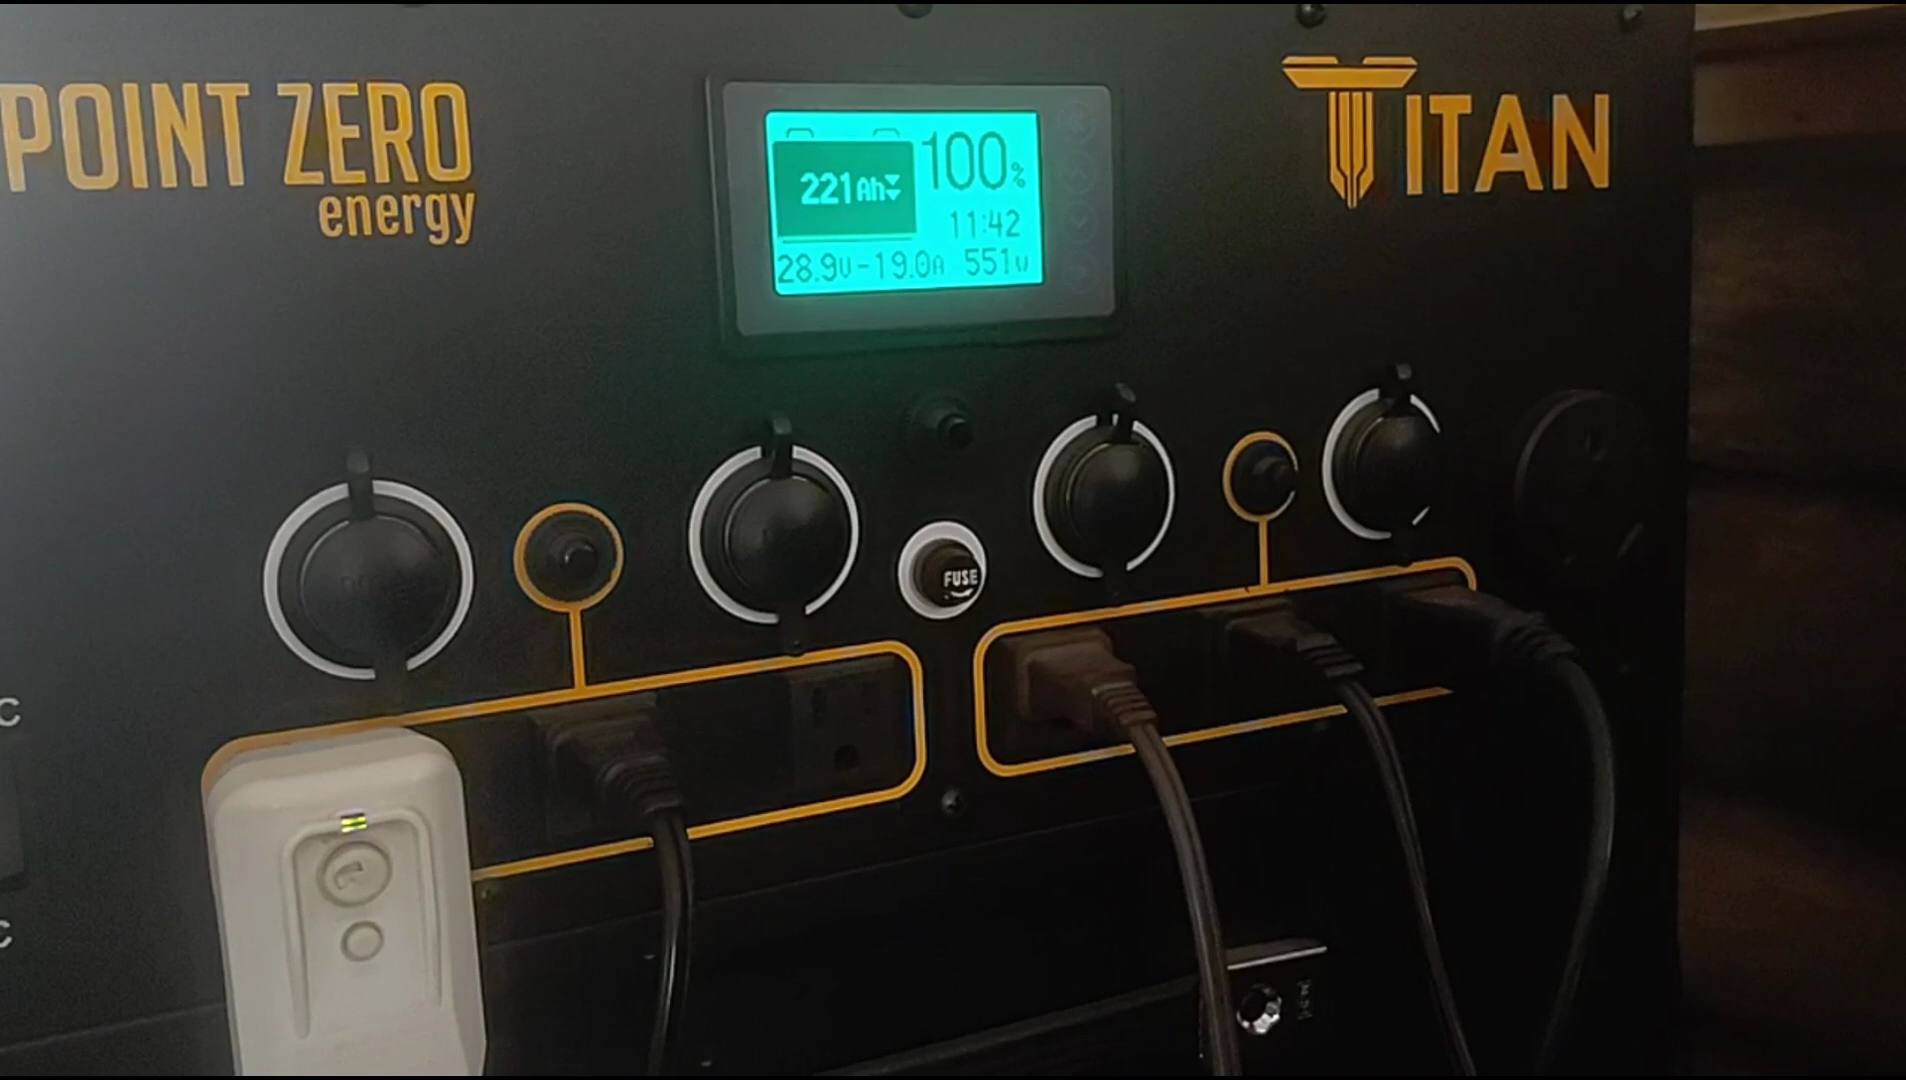 POINT ZERO
energy
TITAN
221Ah
100%
11:42
28.9V -19.0A 551W
FUSE
C
C